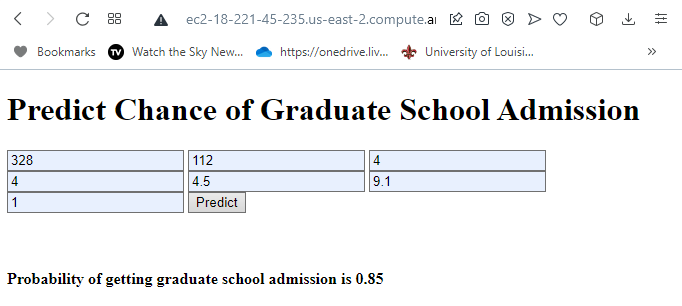 ec2-18-221-45-235.us-east-2.compute.a
Bookmarks TV Watch the Sky New... https://onedrive.liv... University of Louisi... »
Predict Chance of Graduate School Admission
328 112 4
4 4.5 9.1
1 Predict
Probability of getting graduate school admission is 0.85